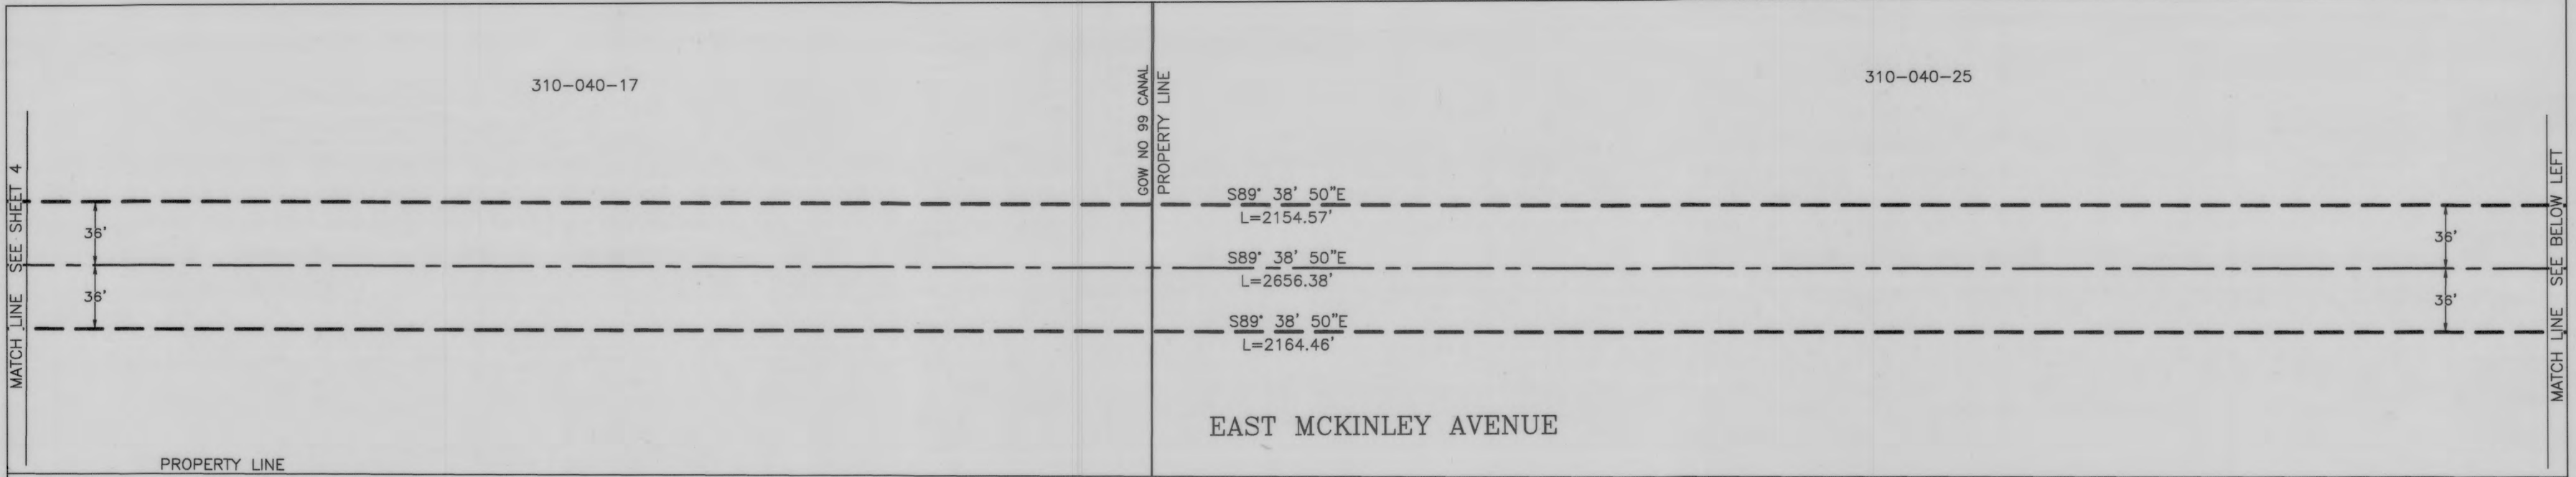 310-040-17
310-040-25
GOW NO 99 CANAL
PROPERTY LINE
MATCH LINE SEE SHEET 4
MATCH LINE SEE BELOW LEFT
S89° 38' 50"E
L=2154.57'
36'
36'
S89° 38' 50"E
L=2656.38'
36'
36'
S89° 38' 50"E
L=2164.46'
EAST MCKINLEY AVENUE
PROPERTY LINE